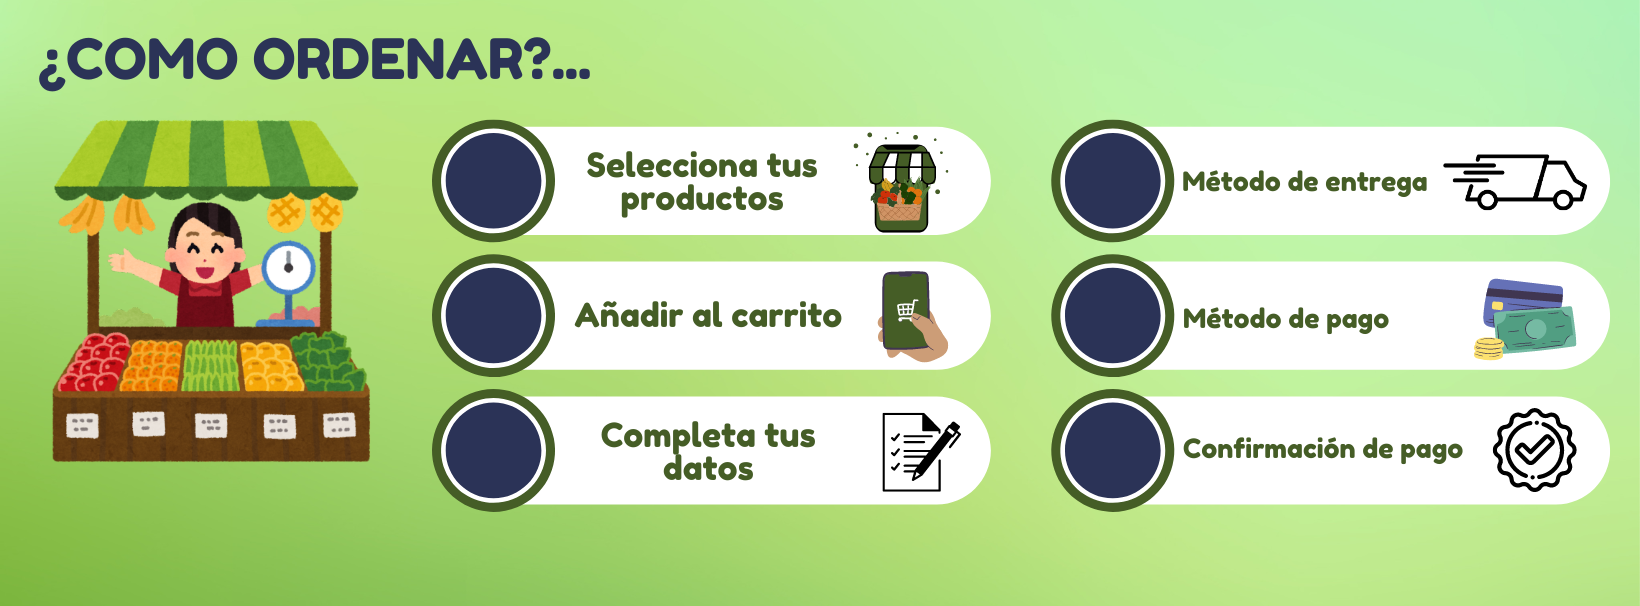 ¿COMO ORDENAR?...
Selecciona tus
productos
Añadir al carrito
Completa tus
datos
Método de entrega
Método de pago
Confirmación de pago